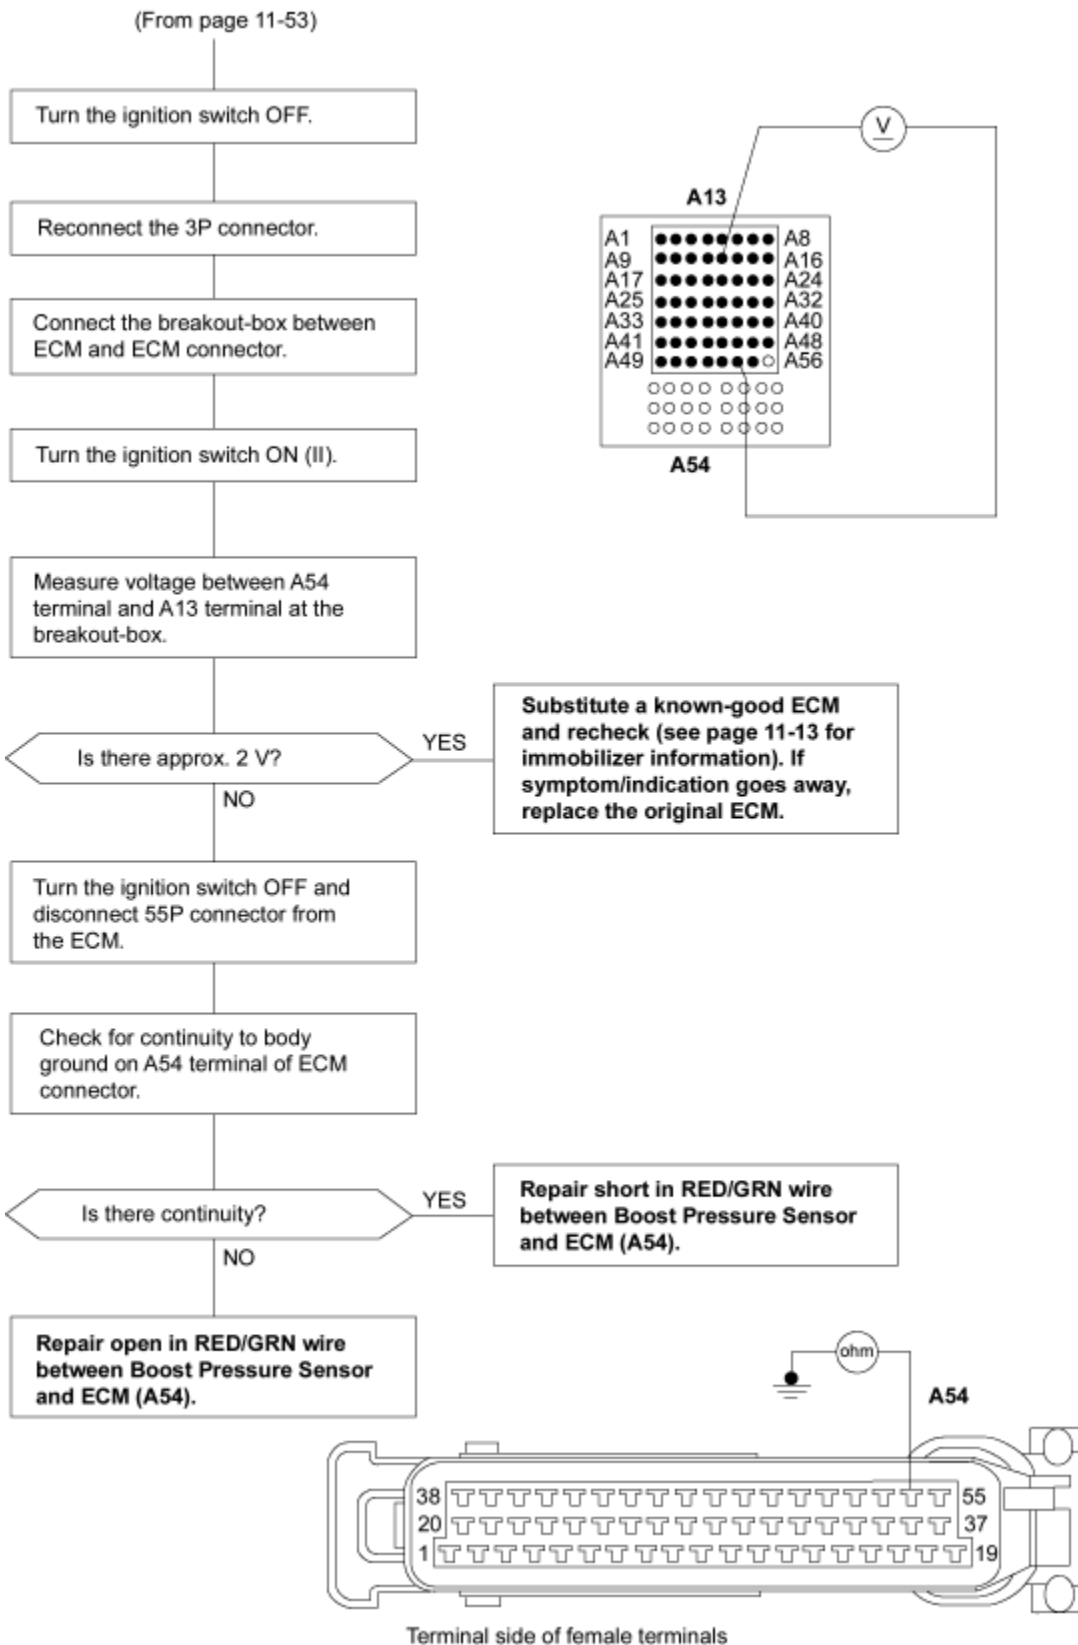 (From page 11-53)
Turn the ignition switch OFF.
Reconnect the 3P connector.
Connect the breakout-box between
ECM and ECM connector.
Turn the ignition switch ON (II).
Measure voltage between A54
terminal and A13 terminal at the
breakout-box.
Is there approx. 2 V?
YES
NO
Substitute a known-good ECM
and recheck (see page 11-13 for
immobilizer information). If
symptom/indication goes away,
replace the original ECM.
Turn the ignition switch OFF and
disconnect 55P connector from
the ECM.
Check for continuity to body
ground on A54 terminal of ECM
connector.
Is there continuity?
YES
NO
Repair short in RED/GRN wire
between Boost Pressure Sensor
and ECM (A54).
Repair open in RED/GRN wire
between Boost Pressure Sensor
and ECM (A54).
V
A13
A1 A8
A9 A16
A17 A24
A25 A32
A33 A40
A41 A48
A49 A56
A54
ohm
A54
38 55
20 37
1 19
Terminal side of female terminals